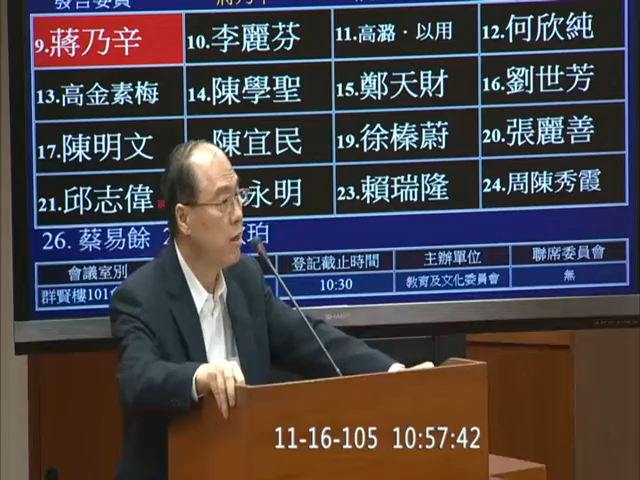 發言委員 蔣乃辛
9.蔣乃辛 10.李麗芬 11.高潞．以用 12.何欣純
13.高金素梅 14.陳學聖 15.鄭天財 16.劉世芳
17.陳明文 陳宜民 19.徐榛蔚 20.張麗善
21.邱志偉 永明 23.賴瑞隆 24.周陳秀霞
26. 蔡易餘 2 珀
會議室別 登記截止時間 主辦單位 聯席委員會
群賢樓101 10:30 教育及文化委員會 無
11-16-105 10:57:42